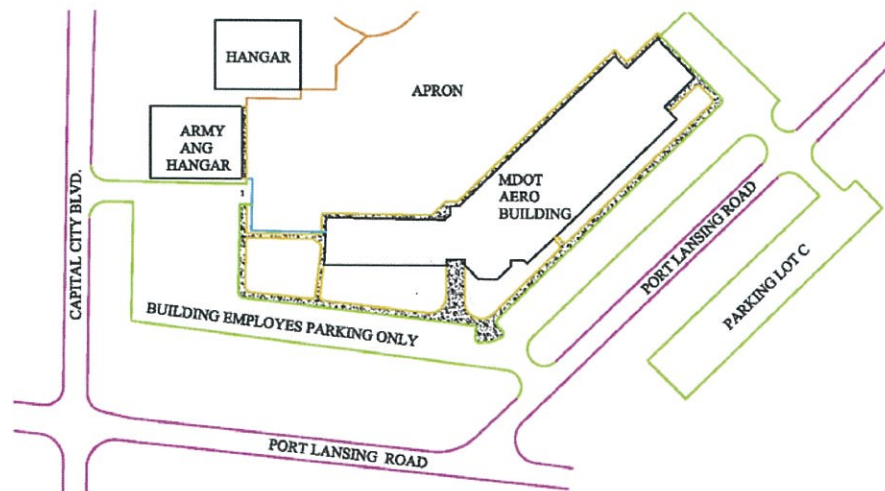 HANGAR
APRON
ARMY
ANG
HANGAR
MDOT
AERO
BUILDING
1
CAPITAL CITY BLVD.
PORT LANSING ROAD
PARKING LOT C
BUILDING EMPLOYES PARKING ONLY
PORT LANSING ROAD